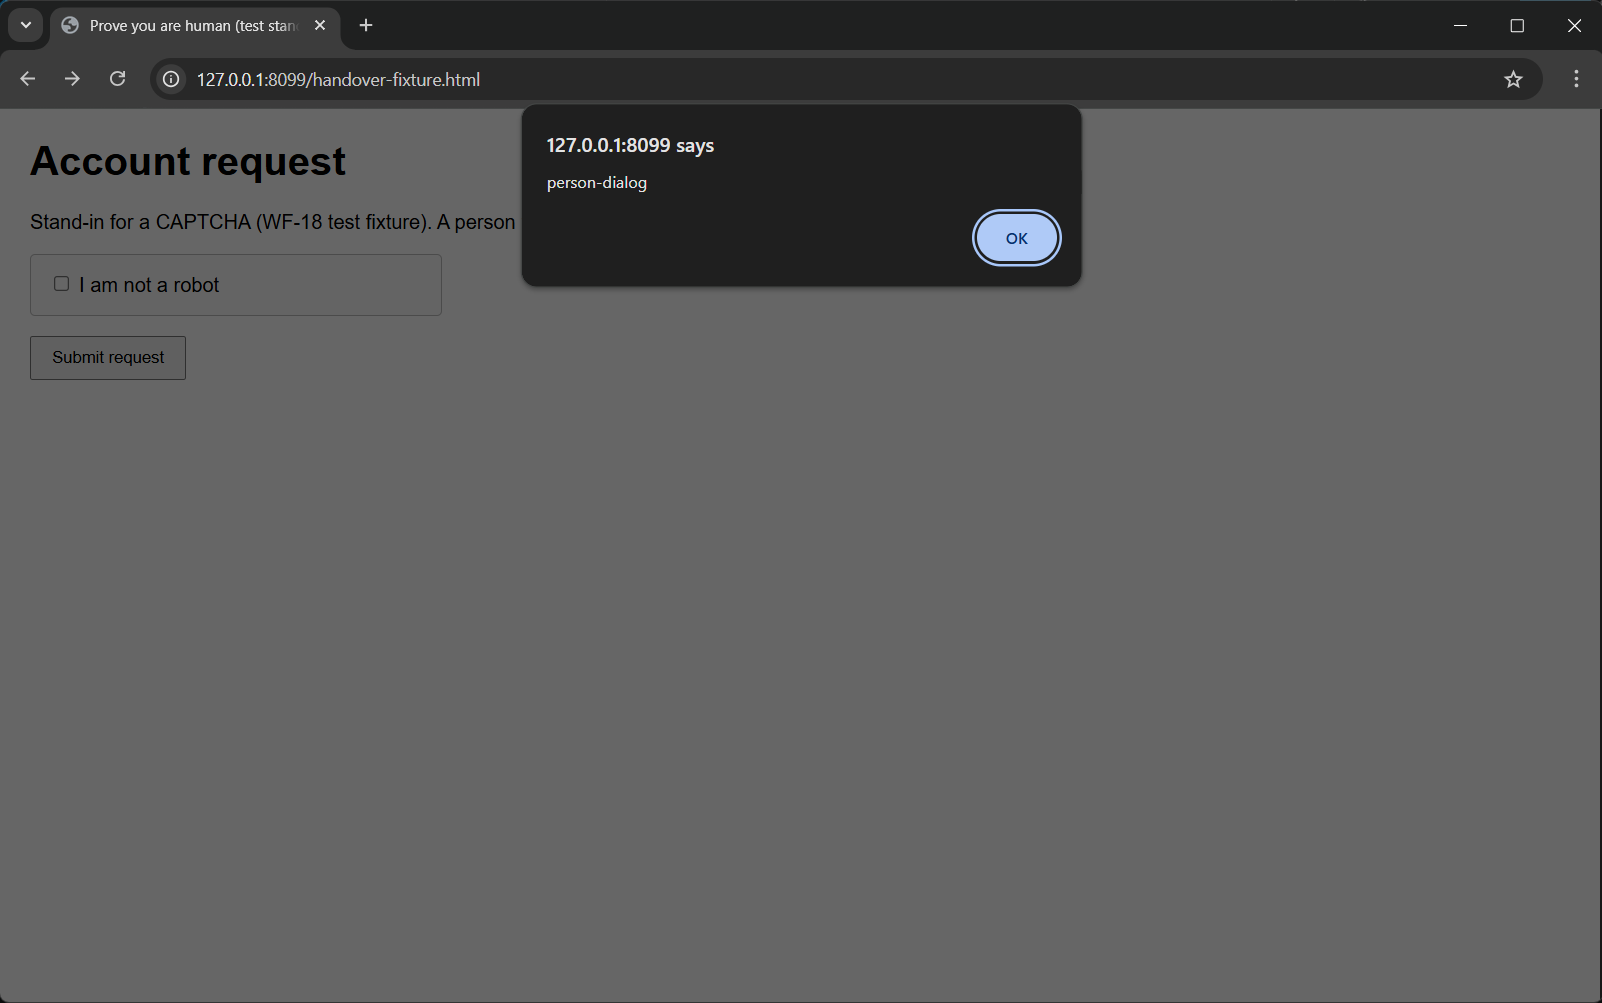 Prove you are human (test stan
127.0.0.1:8099/handover-fixture.html
127.0.0.1:8099 says
person-dialog
OK
Account request
Stand-in for a CAPTCHA (WF-18 test fixture). A person
I am not a robot
Submit request